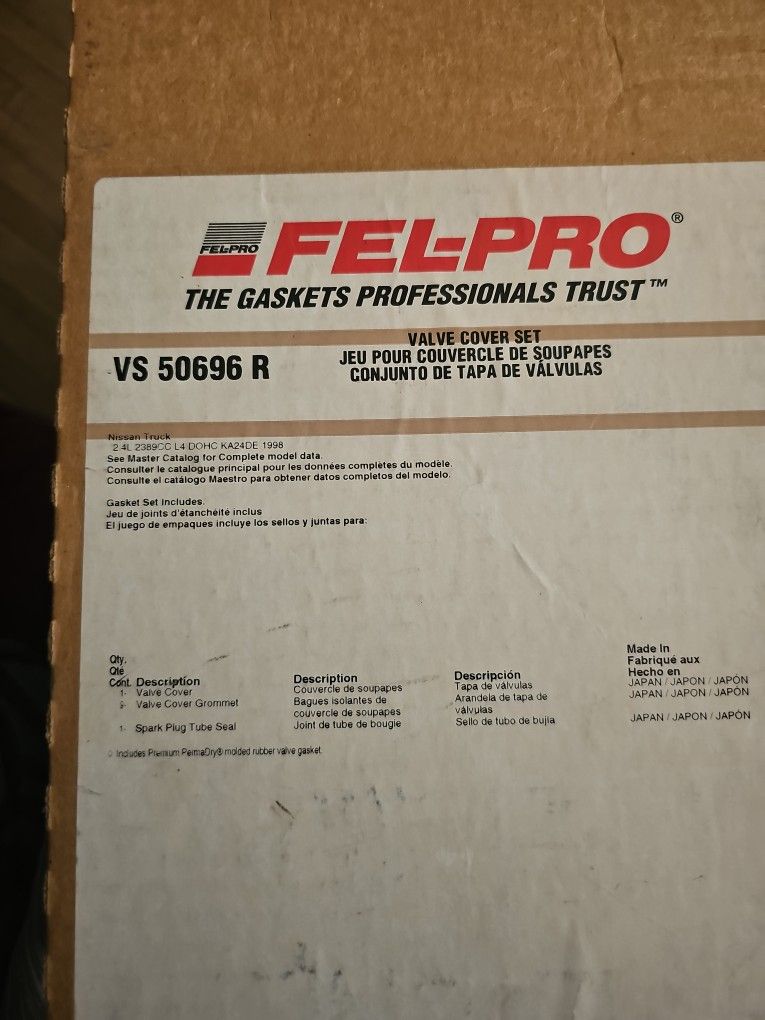 FEL-PRO FEL-PRO®
THE GASKETS PROFESSIONALS TRUST™
VS 50696 R
VALVE COVER SET
JEU POUR COUVERCLE DE SOUPAPES
CONJUNTO DE TAPA DE VÁLVULAS
Nissan Truck
2.4L 2389CC L4 DOHC KA24DE 1998
See Master Catalog for Complete model data.
Consulter le catalogue principal pour les données complètes du modèle.
Consulte el catálogo Maestro para obtener datos completos del modelo.
Gasket Set Includes.
Jeu de joints d'étanchéité inclus
El juego de empaques incluye los sellos y juntas para:
Qty.
Qté
Cont. Description Description Descripción Made In
Fabriqué aux
Hecho en
1- Valve Cover Couvercle de soupapes Tapa de válvulas JAPAN / JAPON / JAPÓN
9- Valve Cover Grommet Bagues isolantes de Arandela de tapa de JAPAN / JAPON / JAPÓN
couvercle de soupapes válvulas
1- Spark Plug Tube Seal Joint de tube de bougie Sello de tubo de bujia JAPAN / JAPON / JAPÓN
◊ Includes Premium PermaDry® molded rubber valve gasket.